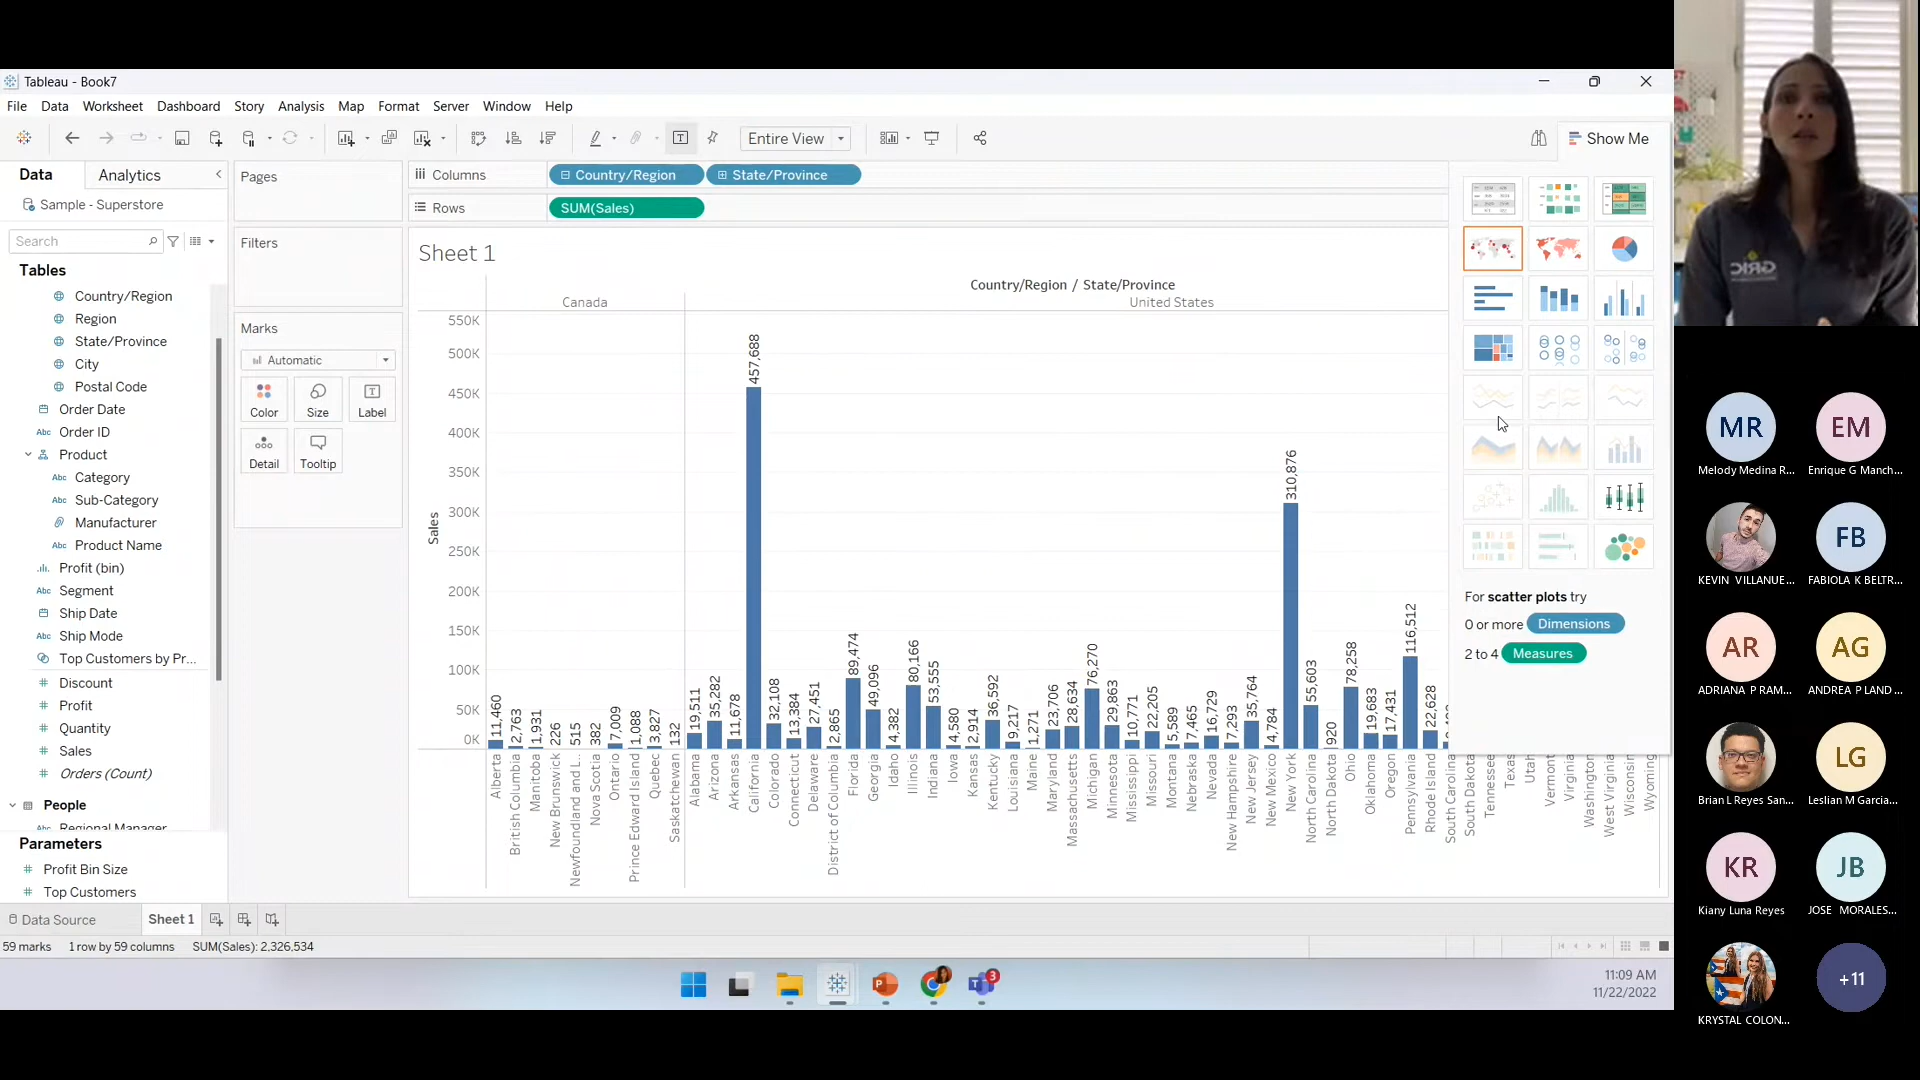 Tableau - Book7
File Data Worksheet Dashboard Story Analysis Map Format Server Window Help
Entire View
Show Me
Data
Analytics
Sample - Superstore
Search
Tables
Country/Region
Region
State/Province
City
Postal Code
Order Date
Abc Order ID
Product
Abc Category
Abc Sub-Category
Manufacturer
Abc Product Name
Profit (bin)
Abc Segment
Ship Date
Abc Ship Mode
Top Customers by Pr...
# Discount
# Profit
# Quantity
# Sales
# Orders (Count)
People
Abc Regional Manager
Parameters
# Profit Bin Size
# Top Customers
Pages
Filters
Marks
Automatic
Color
Size
Label
Detail
Tooltip
Columns
Country/Region
State/Province
Rows
SUM(Sales)
Sheet 1
Country/Region / State/Province
Canada
United States
Sales
550K
500K
450K
400K
350K
300K
250K
200K
150K
100K
50K
0K
11,460
2,763
1,931
226
515
382
7,009
1,088
3,827
132
19,511
35,282
11,678
457,688
32,108
13,384
27,451
2,865
89,474
49,096
4,382
80,166
53,555
4,580
2,914
36,592
9,217
1,271
23,706
28,634
76,270
29,863
10,771
22,205
5,589
7,465
16,729
7,293
35,764
4,784
310,876
55,603
920
78,258
19,683
17,431
116,512
22,628
Alberta
British Columbia
Manitoba
New Brunswick
Newfoundland and L..
Nova Scotia
Ontario
Prince Edward Island
Quebec
Saskatchewan
Alabama
Arizona
Arkansas
California
Colorado
Connecticut
Delaware
District of Columbia
Florida
Georgia
Idaho
Illinois
Indiana
Iowa
Kansas
Kentucky
Louisiana
Maine
Maryland
Massachusetts
Michigan
Minnesota
Mississippi
Missouri
Montana
Nebraska
Nevada
New Hampshire
New Jersey
New Mexico
New York
North Carolina
North Dakota
Ohio
Oklahoma
Oregon
Pennsylvania
Rhode Island
South Carolina
South Dakota
Tennessee
Texas
Utah
Vermont
Virginia
Washington
West Virginia
Wisconsin
Wyoming
For scatter plots try
0 or more Dimensions
2 to 4 Measures
Data Source
Sheet 1
59 marks 1 row by 59 columns SUM(Sales): 2,326,534
3
11:09 AM
11/22/2022
GRIC
MR
Melody Medina R...
EM
Enrique G Manch...
KEVIN VILLANUE...
FB
FABIOLA K BELTR...
AR
ADRIANA P RAM...
AG
ANDREA P LAND...
Brian L Reyes San...
LG
Leslian M Garcia...
KR
Kiany Luna Reyes
JB
JOSE MORALES...
KRYSTAL COLON...
+11